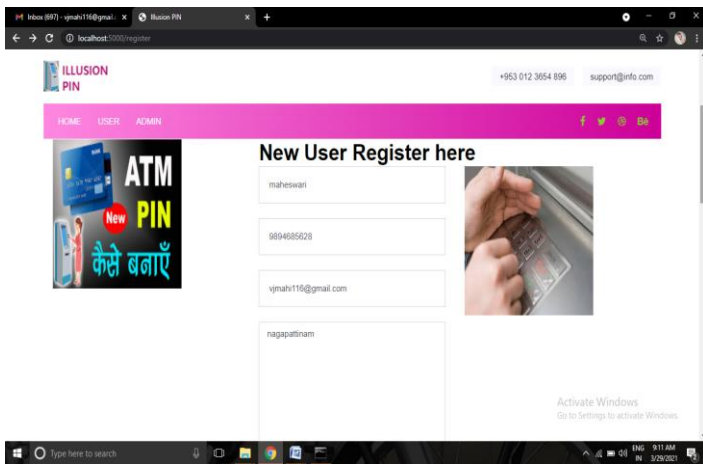 Inbox (697) - vjmahi116@gmail.c
Illusion PIN
localhost:5000/register
ILLUSION
PIN
+953 012 3654 896
support@info.com
HOME
USER
ADMIN
Bē
New User Register here
ATM
New
PIN
कैसे बनाएँ
maheswari
9894685628
vjmahi116@gmail.com
nagapattinam
Activate Windows
Go to Settings to activate Windows.
Type here to search
ENG
IN
9:11 AM
3/29/2021